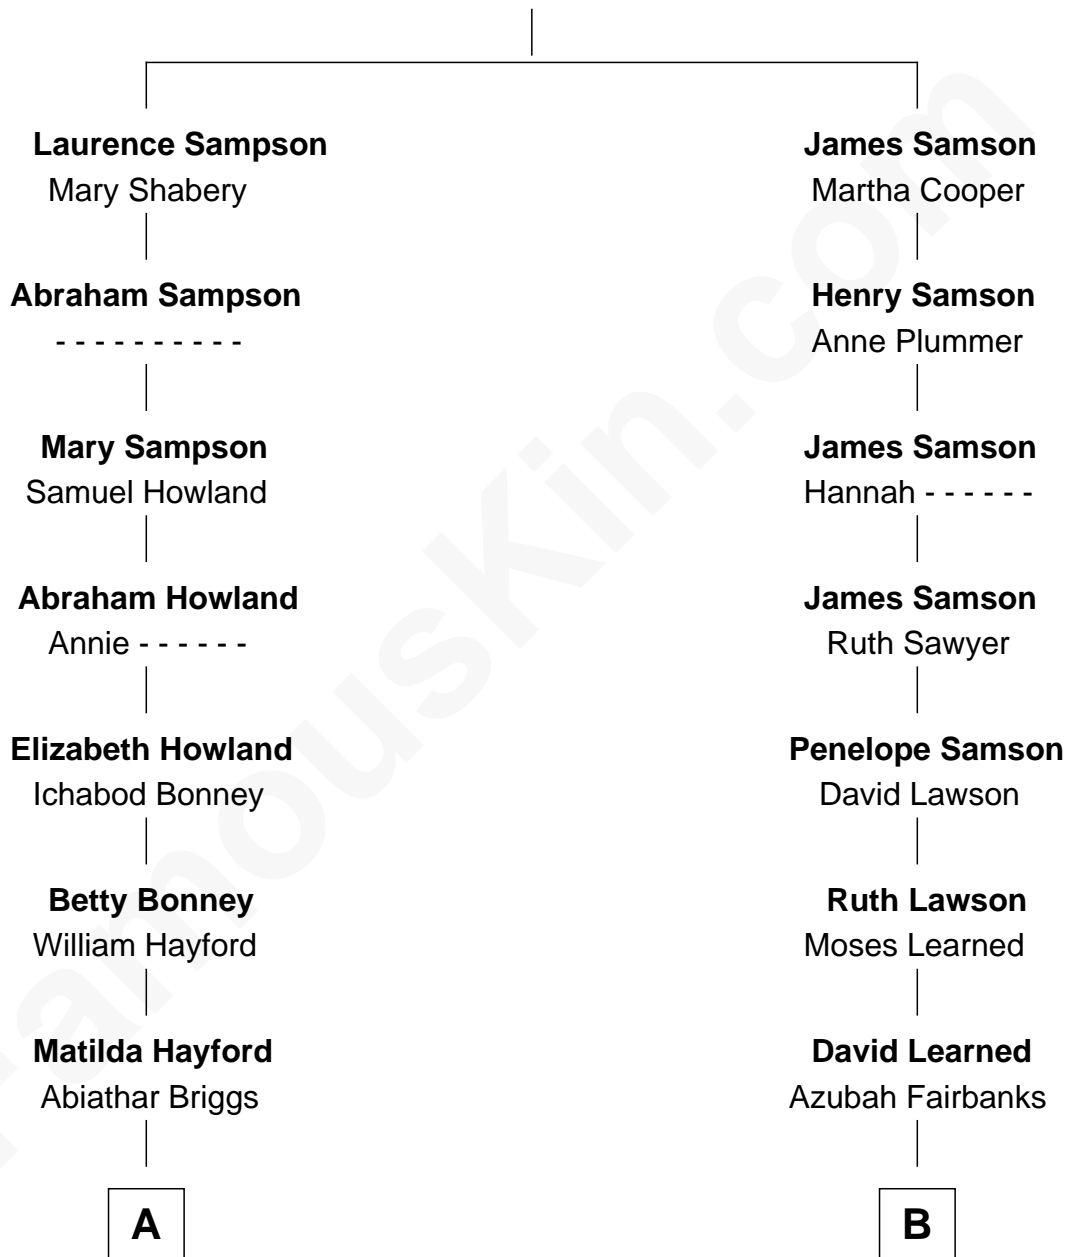 Laurence Sampson
Mary Shabery
Abraham Sampson
- - - - - - - - - -
Mary Sampson
Samuel Howland
Abraham Howland
Annie - - - - - -
Elizabeth Howland
Ichabod Bonney
Betty Bonney
William Hayford
Matilda Hayford
Abiathar Briggs
A
James Samson
Martha Cooper
Henry Samson
Anne Plummer
James Samson
Hannah - - - - - -
James Samson
Ruth Sawyer
Penelope Samson
David Lawson
Ruth Lawson
Moses Learned
David Learned
Azubah Fairbanks
B
FamousKin.com